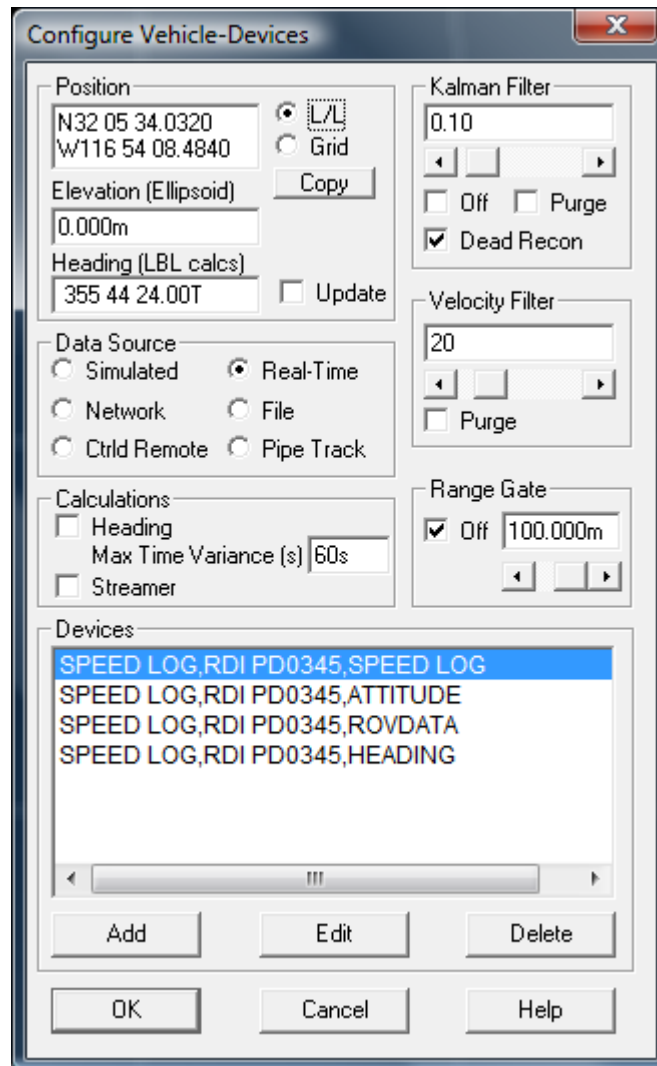 Configure Vehicle-Devices
Position
N32 05 34.0320
W116 54 08.4840
L/L
Grid
Copy
Elevation (Ellipsoid)
0.000m
Heading (LBL calcs)
355 44 24.00T
Update
Kalman Filter
0.10
Off
Purge
Dead Recon
Velocity Filter
20
Purge
Data Source
Simulated
Real-Time
Network
File
Ctrld Remote
Pipe Track
Calculations
Heading
Max Time Variance (s)
60s
Streamer
Range Gate
Off
100.000m
Devices
SPEED LOG,RDI PD0345,SPEED LOG
SPEED LOG,RDI PD0345,ATTITUDE
SPEED LOG,RDI PD0345,ROVDATA
SPEED LOG,RDI PD0345,HEADING
Add
Edit
Delete
OK
Cancel
Help